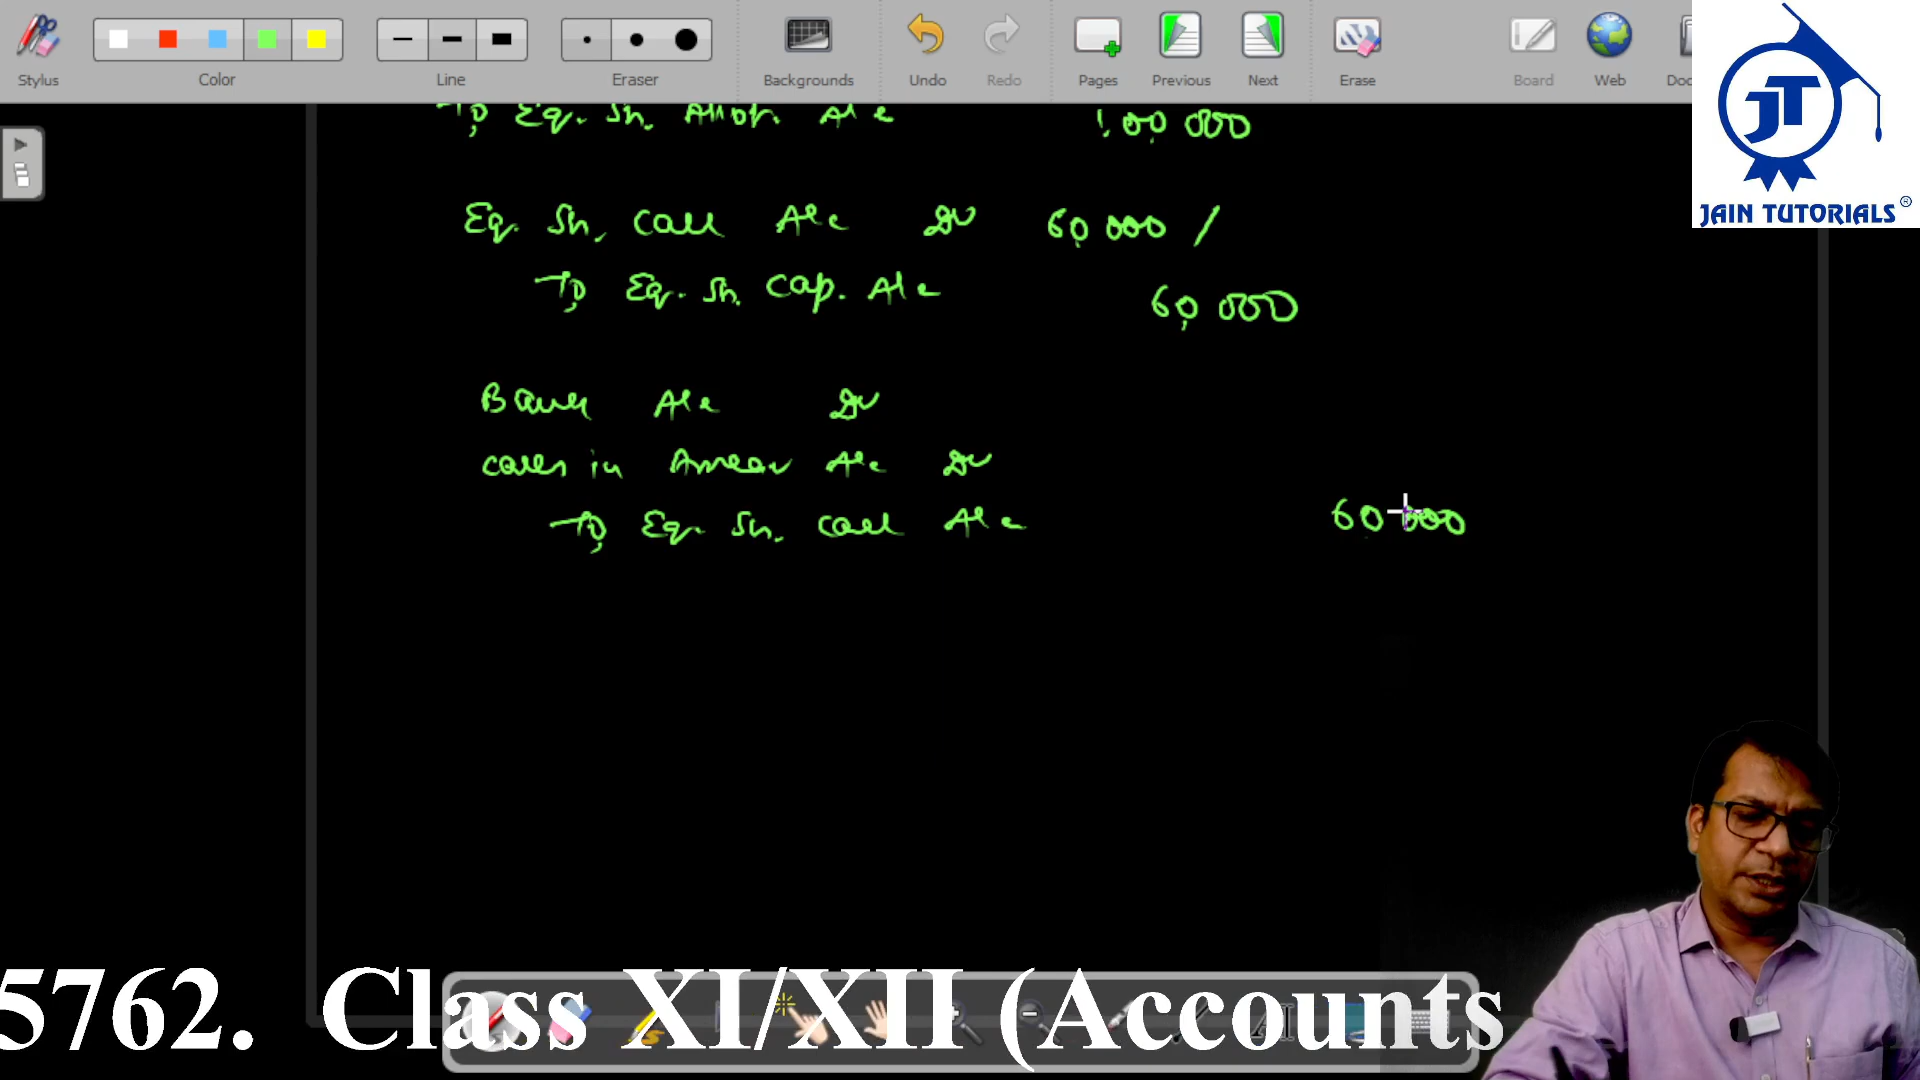 Stylus Color Line Eraser Backgrounds Undo Redo Pages Previous Next Erase Board Web
JT
JAIN TUTORIALS®
To Eq. Sh. Allot. A/c 1,00,000
Eq. Sh. Call A/c Dr 60,000 /
To Eq. Sh. Cap. A/c 60,000
Bank A/c Dr
Calls in Arrear A/c Dr
To Eq. Sh. Call A/c 60,000
5762. Class XI/XII (Accounts